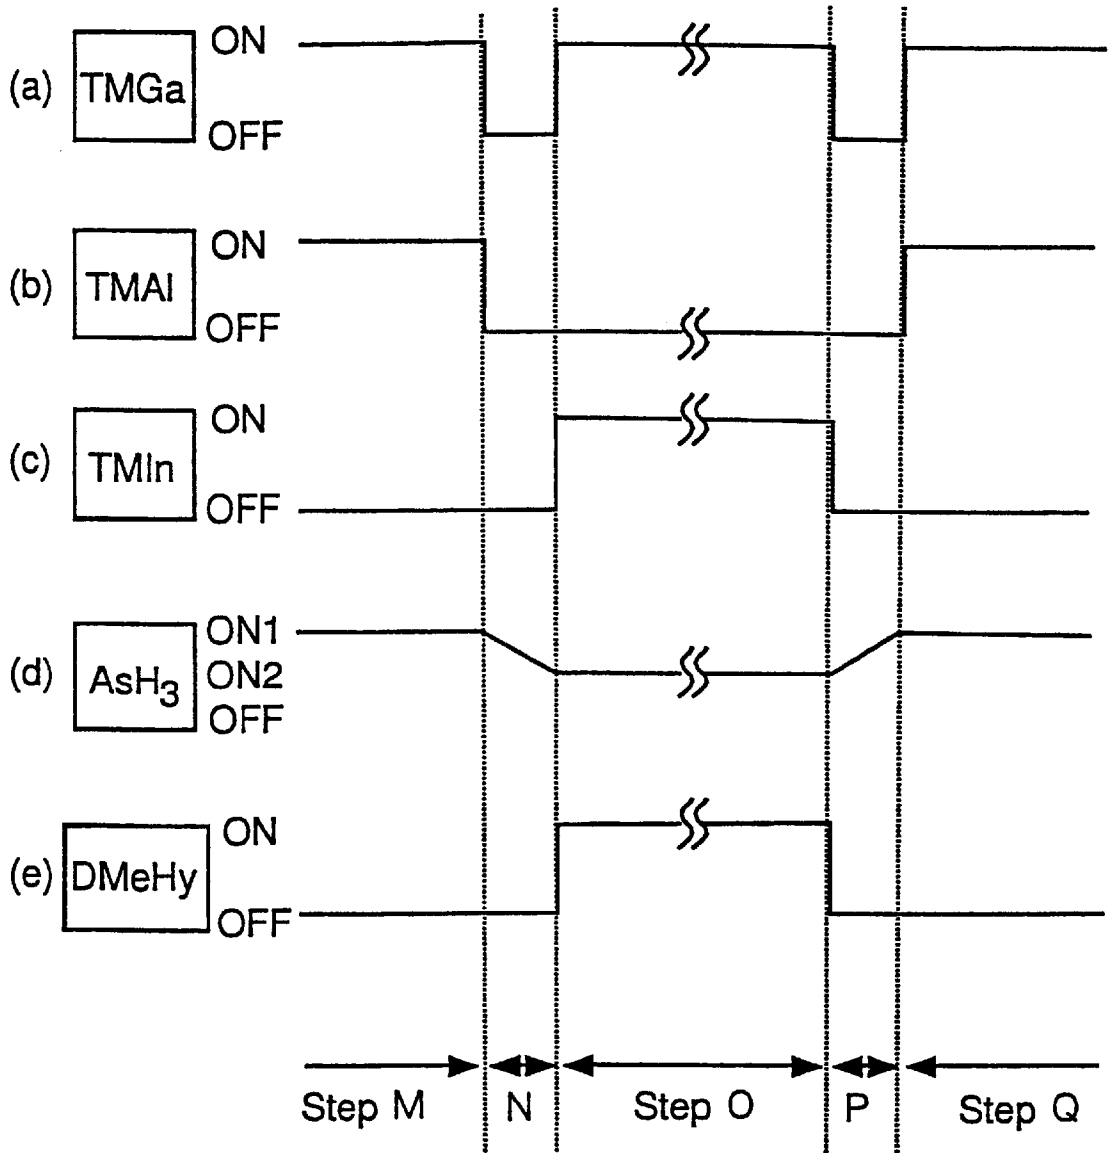 (a) TMGa ON
OFF
(b) TMAl ON
OFF
(c) TMIn ON
OFF
(d) AsH3 ON1
ON2
OFF
(e) DMeHy ON
OFF
Step M N Step O P Step Q